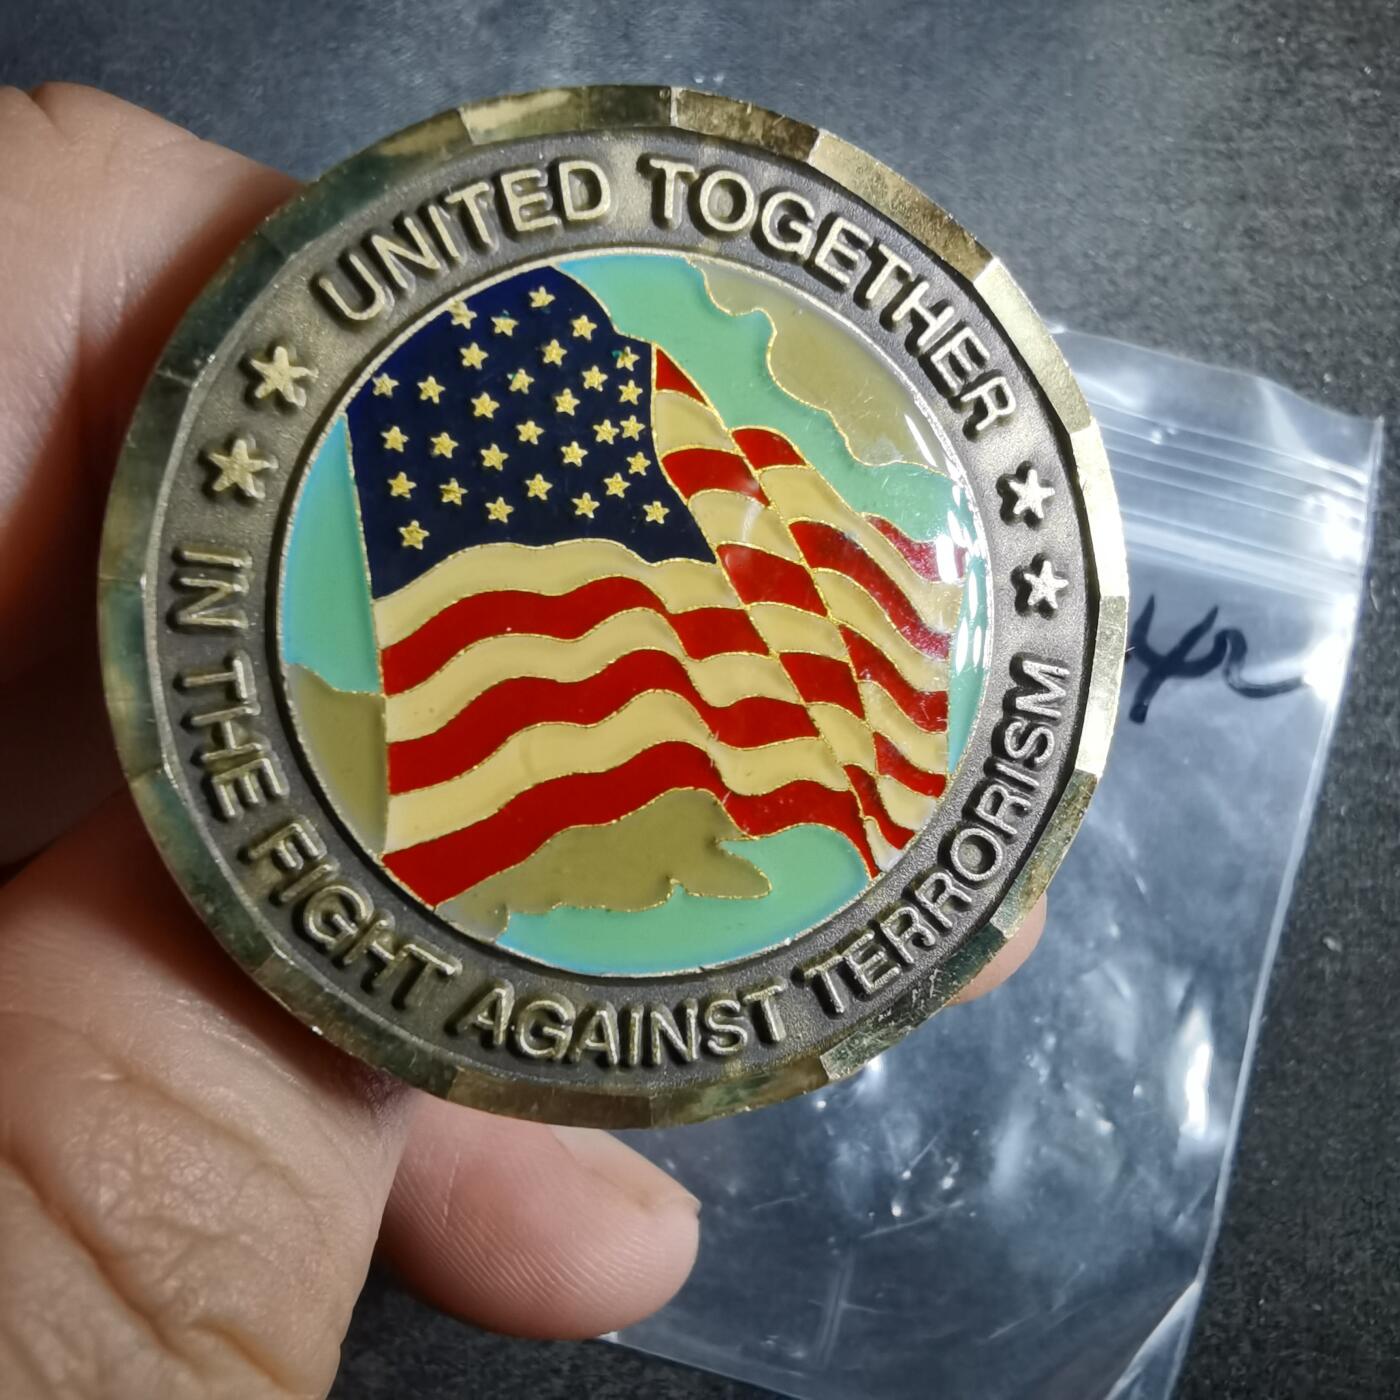 UNITED TOGETHER
IN THE FIGHT AGAINST TERRORISM